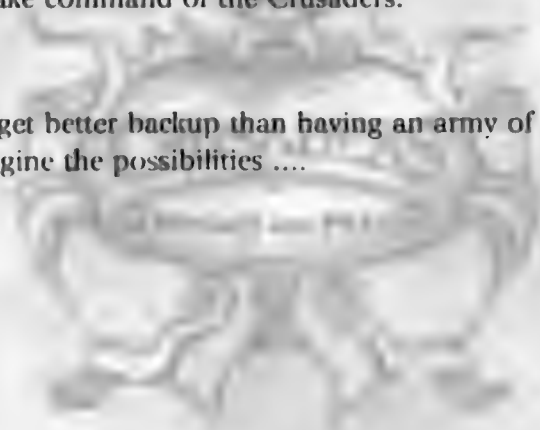 ake command of the Crusaders.
get better backup than having an army of
gine the possibilities ....